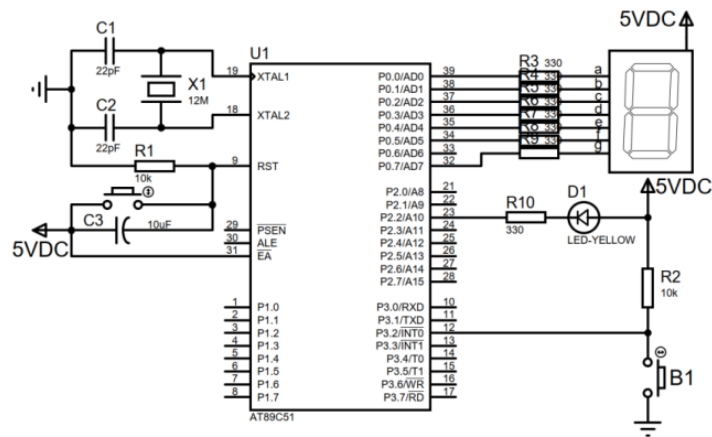 5VDC
C1
22pF
X1
12M
C2
22pF
R1
10k
C3
10uF
5VDC
U1
19 XTAL1
18 XTAL2
9 RST
29 PSEN
30 ALE
31 EA
1 P1.0
2 P1.1
3 P1.2
4 P1.3
5 P1.4
6 P1.5
7 P1.6
8 P1.7
P0.0/AD0 39
P0.1/AD1 38
P0.2/AD2 37
P0.3/AD3 36
P0.4/AD4 35
P0.5/AD5 34
P0.6/AD6 33
P0.7/AD7 32
P2.0/A8 21
P2.1/A9 22
P2.2/A10 23
P2.3/A11 24
P2.4/A12 25
P2.5/A13 26
P2.6/A14 27
P2.7/A15 28
P3.0/RXD 10
P3.1/TXD 11
P3.2/INT0 12
P3.3/INT1 13
P3.4/T0 14
P3.5/T1 15
P3.6/WR 16
P3.7/RD 17
AT89C51
R3 330 a
R4 330 b
R5 330 c
R6 330 d
R7 330 e
R8 330 f
R9 330 g
R10
330
D1
LED-YELLOW
5VDC
R2
10k
B1